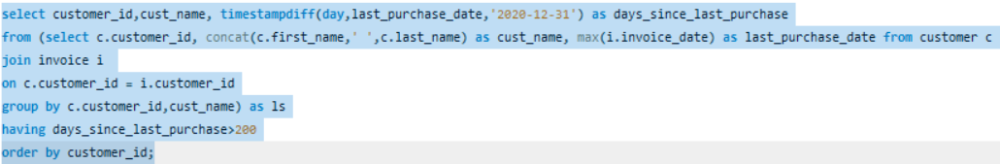 select customer_id,cust_name, timestampdiff(day,last_purchase_date,'2020-12-31') as days_since_last_purchase
from (select c.customer_id, concat(c.first_name,' ',c.last_name) as cust_name, max(i.invoice_date) as last_purchase_date from customer c
join invoice i
on c.customer_id = i.customer_id
group by c.customer_id,cust_name) as ls
having days_since_last_purchase>200
order by customer_id;